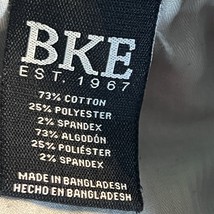 BKE
EST. 1967
73% COTTON
25% POLYESTER
2% SPANDEX
73% ALGODÓN
25% POLIÉSTER
2% SPANDEX
MADE IN BANGLADESH
HECHO EN BANGLADESH